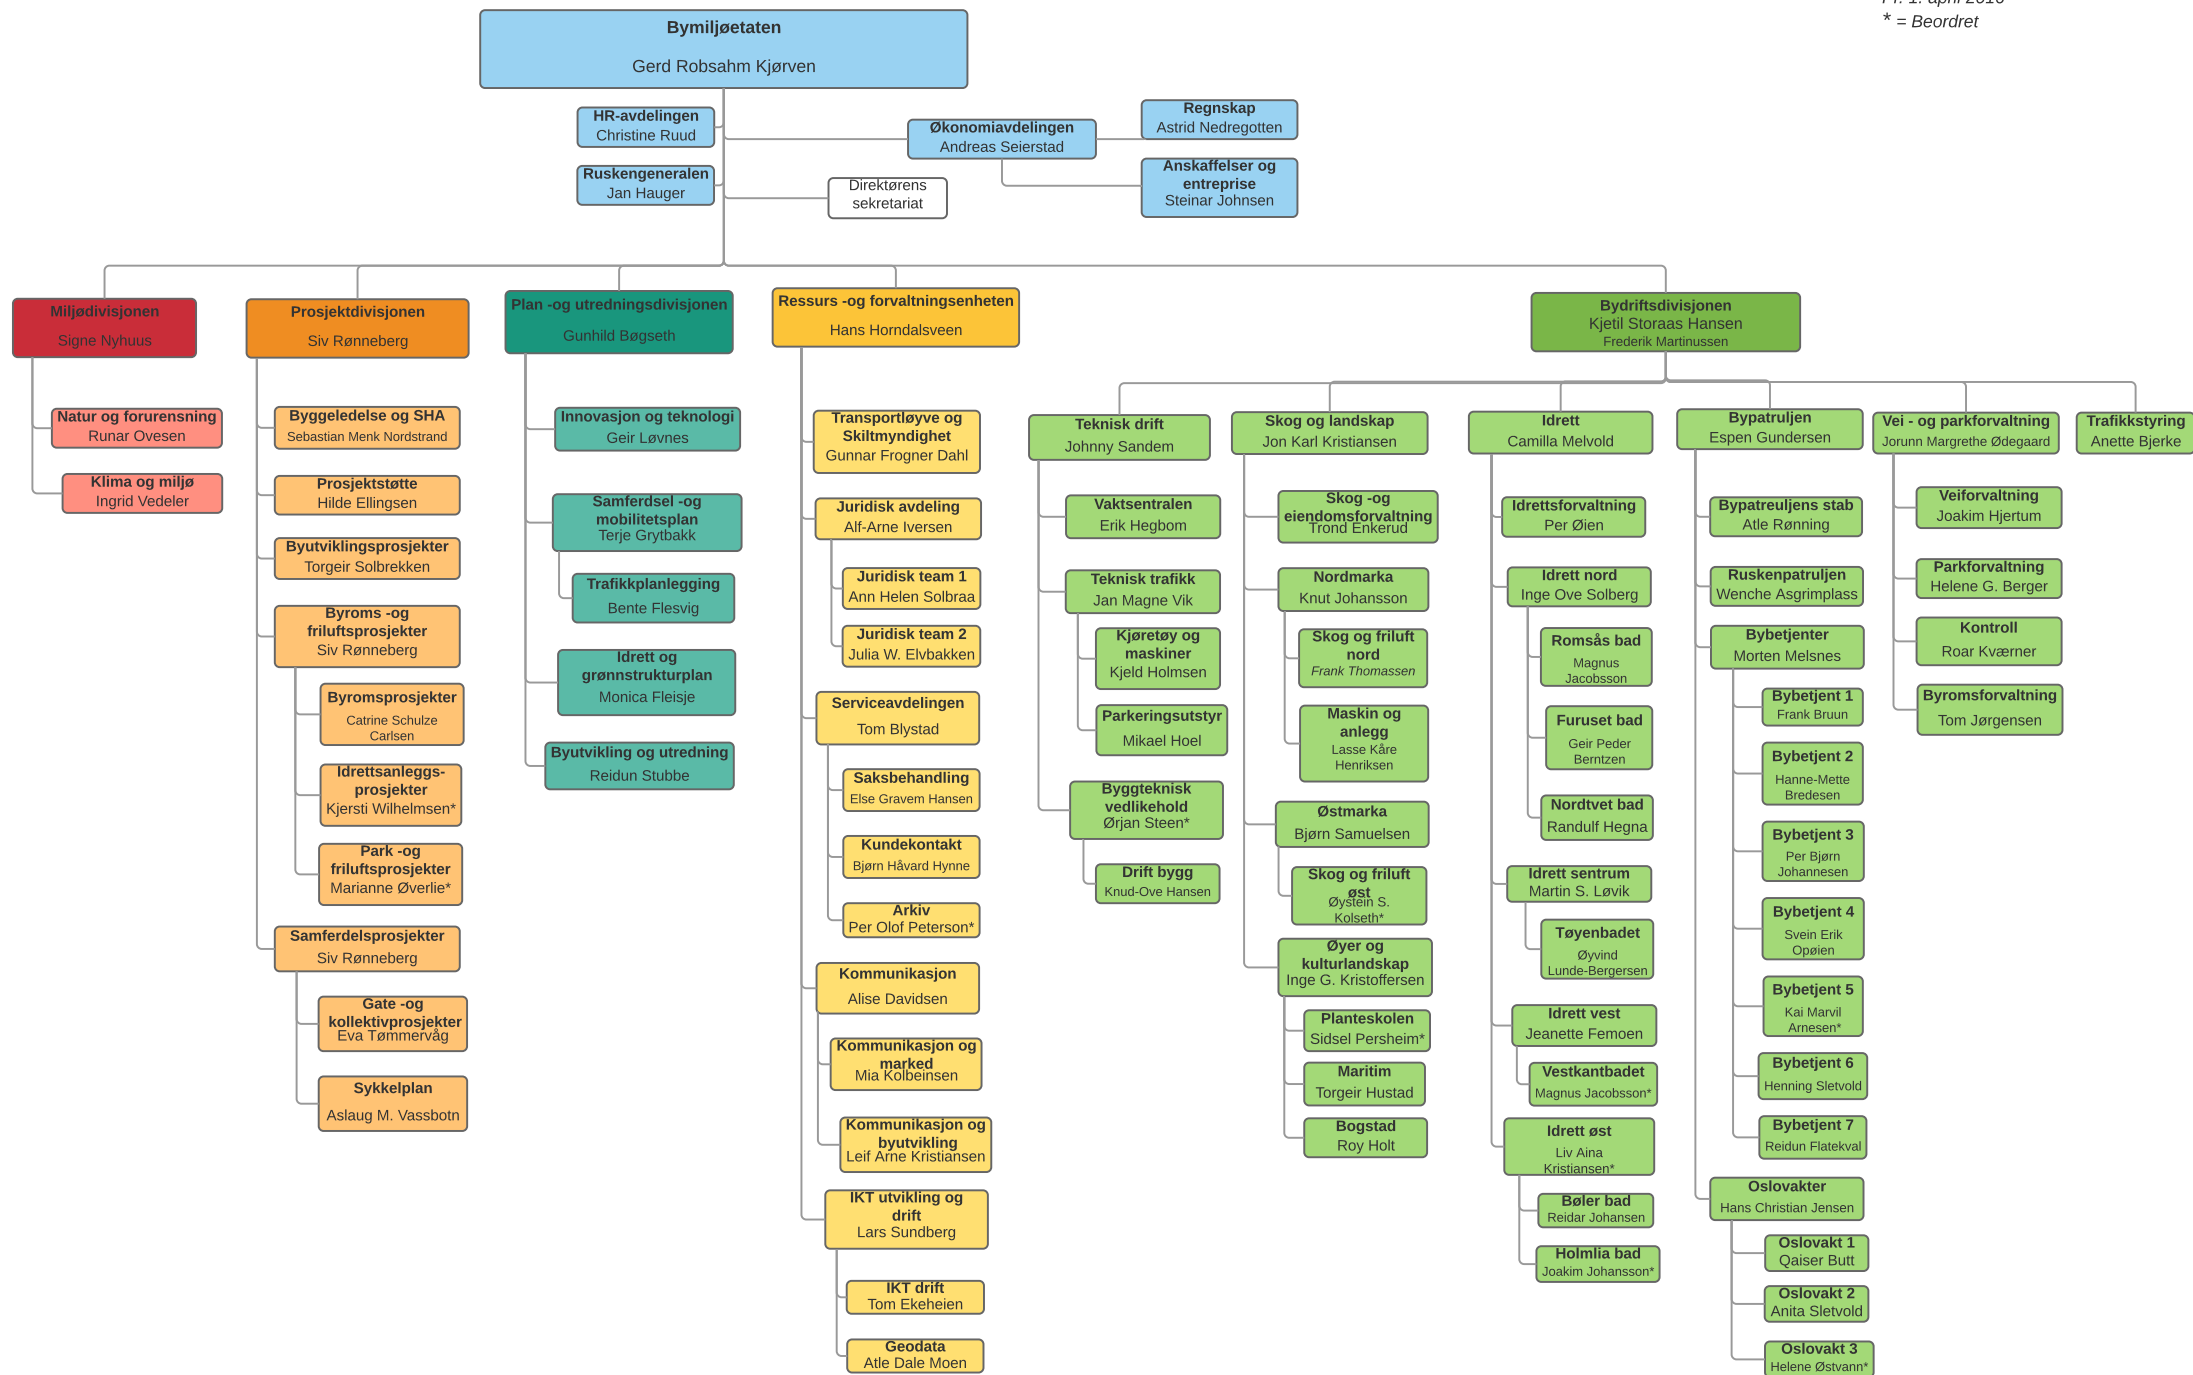 Fr. 1. april 2016
* = Beordret
Bymiljøetaten
Gerd Robsahm Kjørven
HR-avdelingen
Christine Ruud
Ruskengeneralen
Jan Hauger
Økonomiavdelingen
Andreas Seierstad
Regnskap
Astrid Nedregotten
Anskaffelser og
entreprise
Steinar Johnsen
Direktørens
sekretariat
Miljødivisjonen
Signe Nyhuus
Natur og forurensning
Runar Ovesen
Klima og miljø
Ingrid Vedeler
Prosjektdivisjonen
Siv Rønneberg
Byggeledelse og SHA
Sebastian Menk Nordstrand
Prosjektstøtte
Hilde Ellingsen
Byutviklingsprosjekter
Torgeir Solbrekken
Byroms -og
friluftsprosjekter
Siv Rønneberg
Byromsprosjekter
Catrine Schulze
Carlsen
Idrettsanleggs-
prosjekter
Kjersti Wilhelmsen*
Park -og
friluftsprosjekter
Marianne Øverlie*
Samferdelsprosjekter
Siv Rønneberg
Gate -og
kollektivprosjekter
Eva Tømmervåg
Sykkelplan
Aslaug M. Vassbotn
Plan -og utredningsdivisjonen
Gunhild Bøgseth
Innovasjon og teknologi
Geir Løvnes
Samferdsel -og
mobilitetsplan
Terje Grytbakk
Trafikkplanlegging
Bente Flesvig
Idrett og
grønnstrukturplan
Monica Fleisje
Byutvikling og utredning
Reidun Stubbe
Ressurs -og forvaltningsenheten
Hans Horndalsveen
Transportløyve og
Skiltmyndighet
Gunnar Frogner Dahl
Juridisk avdeling
Alf-Arne Iversen
Juridisk team 1
Ann Helen Solbraa
Juridisk team 2
Julia W. Elvbakken
Serviceavdelingen
Tom Blystad
Saksbehandling
Else Gravem Hansen
Kundekontakt
Bjørn Håvard Hynne
Arkiv
Per Olof Peterson*
Kommunikasjon
Alise Davidsen
Kommunikasjon og
marked
Mia Kolbeinsen
Kommunikasjon og
byutvikling
Leif Arne Kristiansen
IKT utvikling og
drift
Lars Sundberg
IKT drift
Tom Ekeheien
Geodata
Atle Dale Moen
Bydriftsdivisjonen
Kjetil Storaas Hansen
Frederik Martinussen
Teknisk drift
Johnny Sandem
Vaktsentralen
Erik Hegbom
Teknisk trafikk
Jan Magne Vik
Kjøretøy og
maskiner
Kjeld Holmsen
Parkeringsutstyr
Mikael Hoel
Byggteknisk
vedlikehold
Ørjan Steen*
Drift bygg
Knud-Ove Hansen
Skog og landskap
Jon Karl Kristiansen
Skog -og
eiendomsforvaltning
Trond Enkerud
Nordmarka
Knut Johansson
Skog og friluft
nord
Frank Thomassen
Maskin og
anlegg
Lasse Kåre
Henriksen
Østmarka
Bjørn Samuelsen
Skog og friluft
øst
Øystein S.
Kolseth*
Øyer og
kulturlandskap
Inge G. Kristoffersen
Planteskolen
Sidsel Persheim*
Maritim
Torgeir Hustad
Bogstad
Roy Holt
Idrett
Camilla Melvold
Idrettsforvaltning
Per Øien
Idrett nord
Inge Ove Solberg
Romsås bad
Magnus
Jacobsson
Furuset bad
Geir Peder
Berntzen
Nordtvet bad
Randulf Hegna
Idrett sentrum
Martin S. Løvik
Tøyenbadet
Øyvind
Lunde-Bergersen
Idrett vest
Jeanette Femoen
Vestkantbadet
Magnus Jacobsson*
Idrett øst
Liv Aina
Kristiansen*
Bøler bad
Reidar Johansen
Holmlia bad
Joakim Johansson*
Bypatruljen
Espen Gundersen
Bypatreuljens stab
Atle Rønning
Ruskenpatruljen
Wenche Asgrimplass
Bybetjenter
Morten Melsnes
Bybetjent 1
Frank Bruun
Bybetjent 2
Hanne-Mette
Bredesen
Bybetjent 3
Per Bjørn
Johannesen
Bybetjent 4
Svein Erik
Opøien
Bybetjent 5
Kai Marvil
Arnesen*
Bybetjent 6
Henning Sletvold
Bybetjent 7
Reidun Flatekval
Oslovakter
Hans Christian Jensen
Oslovakt 1
Qaiser Butt
Oslovakt 2
Anita Sletvold
Oslovakt 3
Helene Østvann*
Vei - og parkforvaltning
Jorunn Margrethe Ødegaard
Veiforvaltning
Joakim Hjertum
Parkforvaltning
Helene G. Berger
Kontroll
Roar Kværner
Byromsforvaltning
Tom Jørgensen
Trafikkstyring
Anette Bjerke